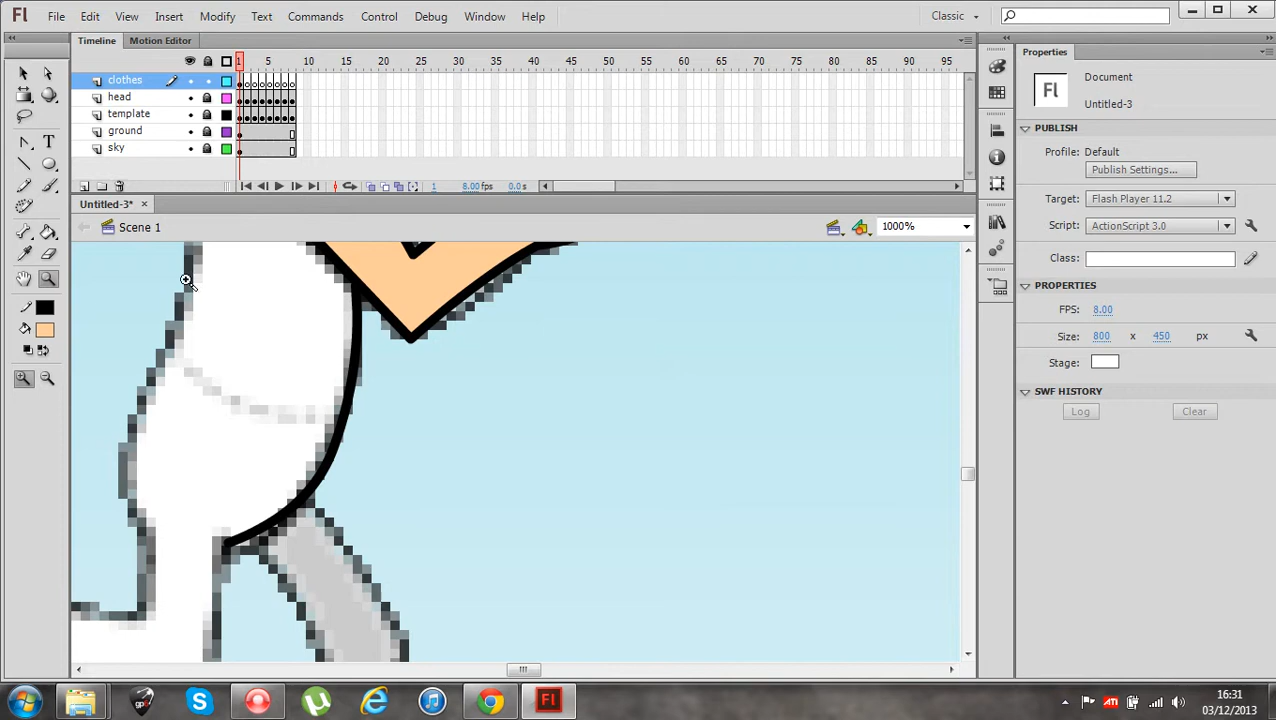 Fl File Edit View Insert Modify Text Commands Control Debug Window Help Classic
Timeline Motion Editor
1 5 10 15 20 25 30 35 40 45 50 55 60 65 70 75 80 85 90 95
clothes
head
template
ground
sky
1 8.00 fps 0.0 s
Untitled-3*
Scene 1 1000%
Properties
Fl Document
Untitled-3
PUBLISH
Profile: Default
Publish Settings...
Target: Flash Player 11.2
Script: ActionScript 3.0
Class:
PROPERTIES
FPS: 8.00
Size: 800 x 450 px
Stage:
SWF HISTORY
Log Clear
Fl
16:31
03/12/2013